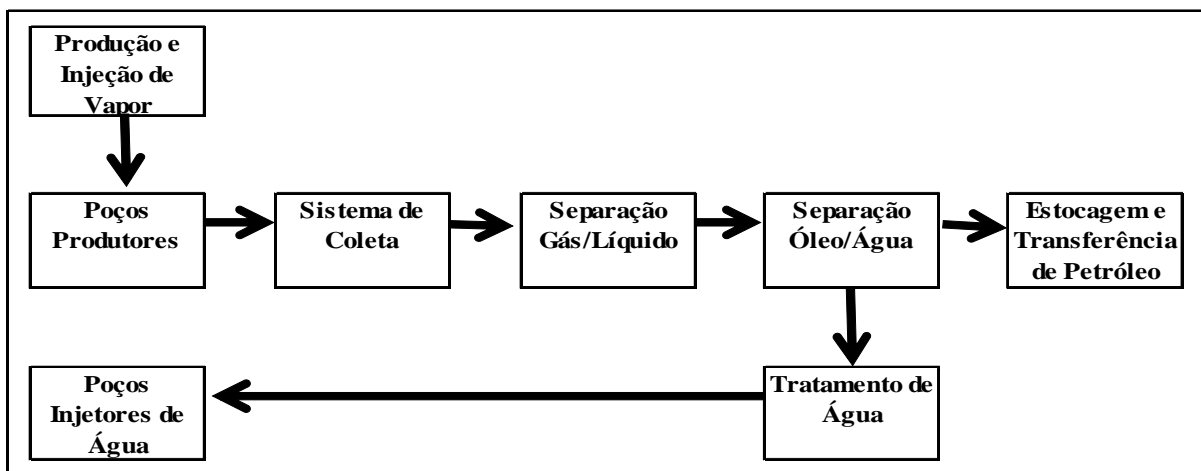 Produção e
Injeção de
Vapor
Poços
Produtores
Sistema de
Coleta
Separação
Gás/Líquido
Separação
Óleo/Água
Estocagem e
Transferência
de Petróleo
Poços
Injetores de
Água
Tratamento de
Água